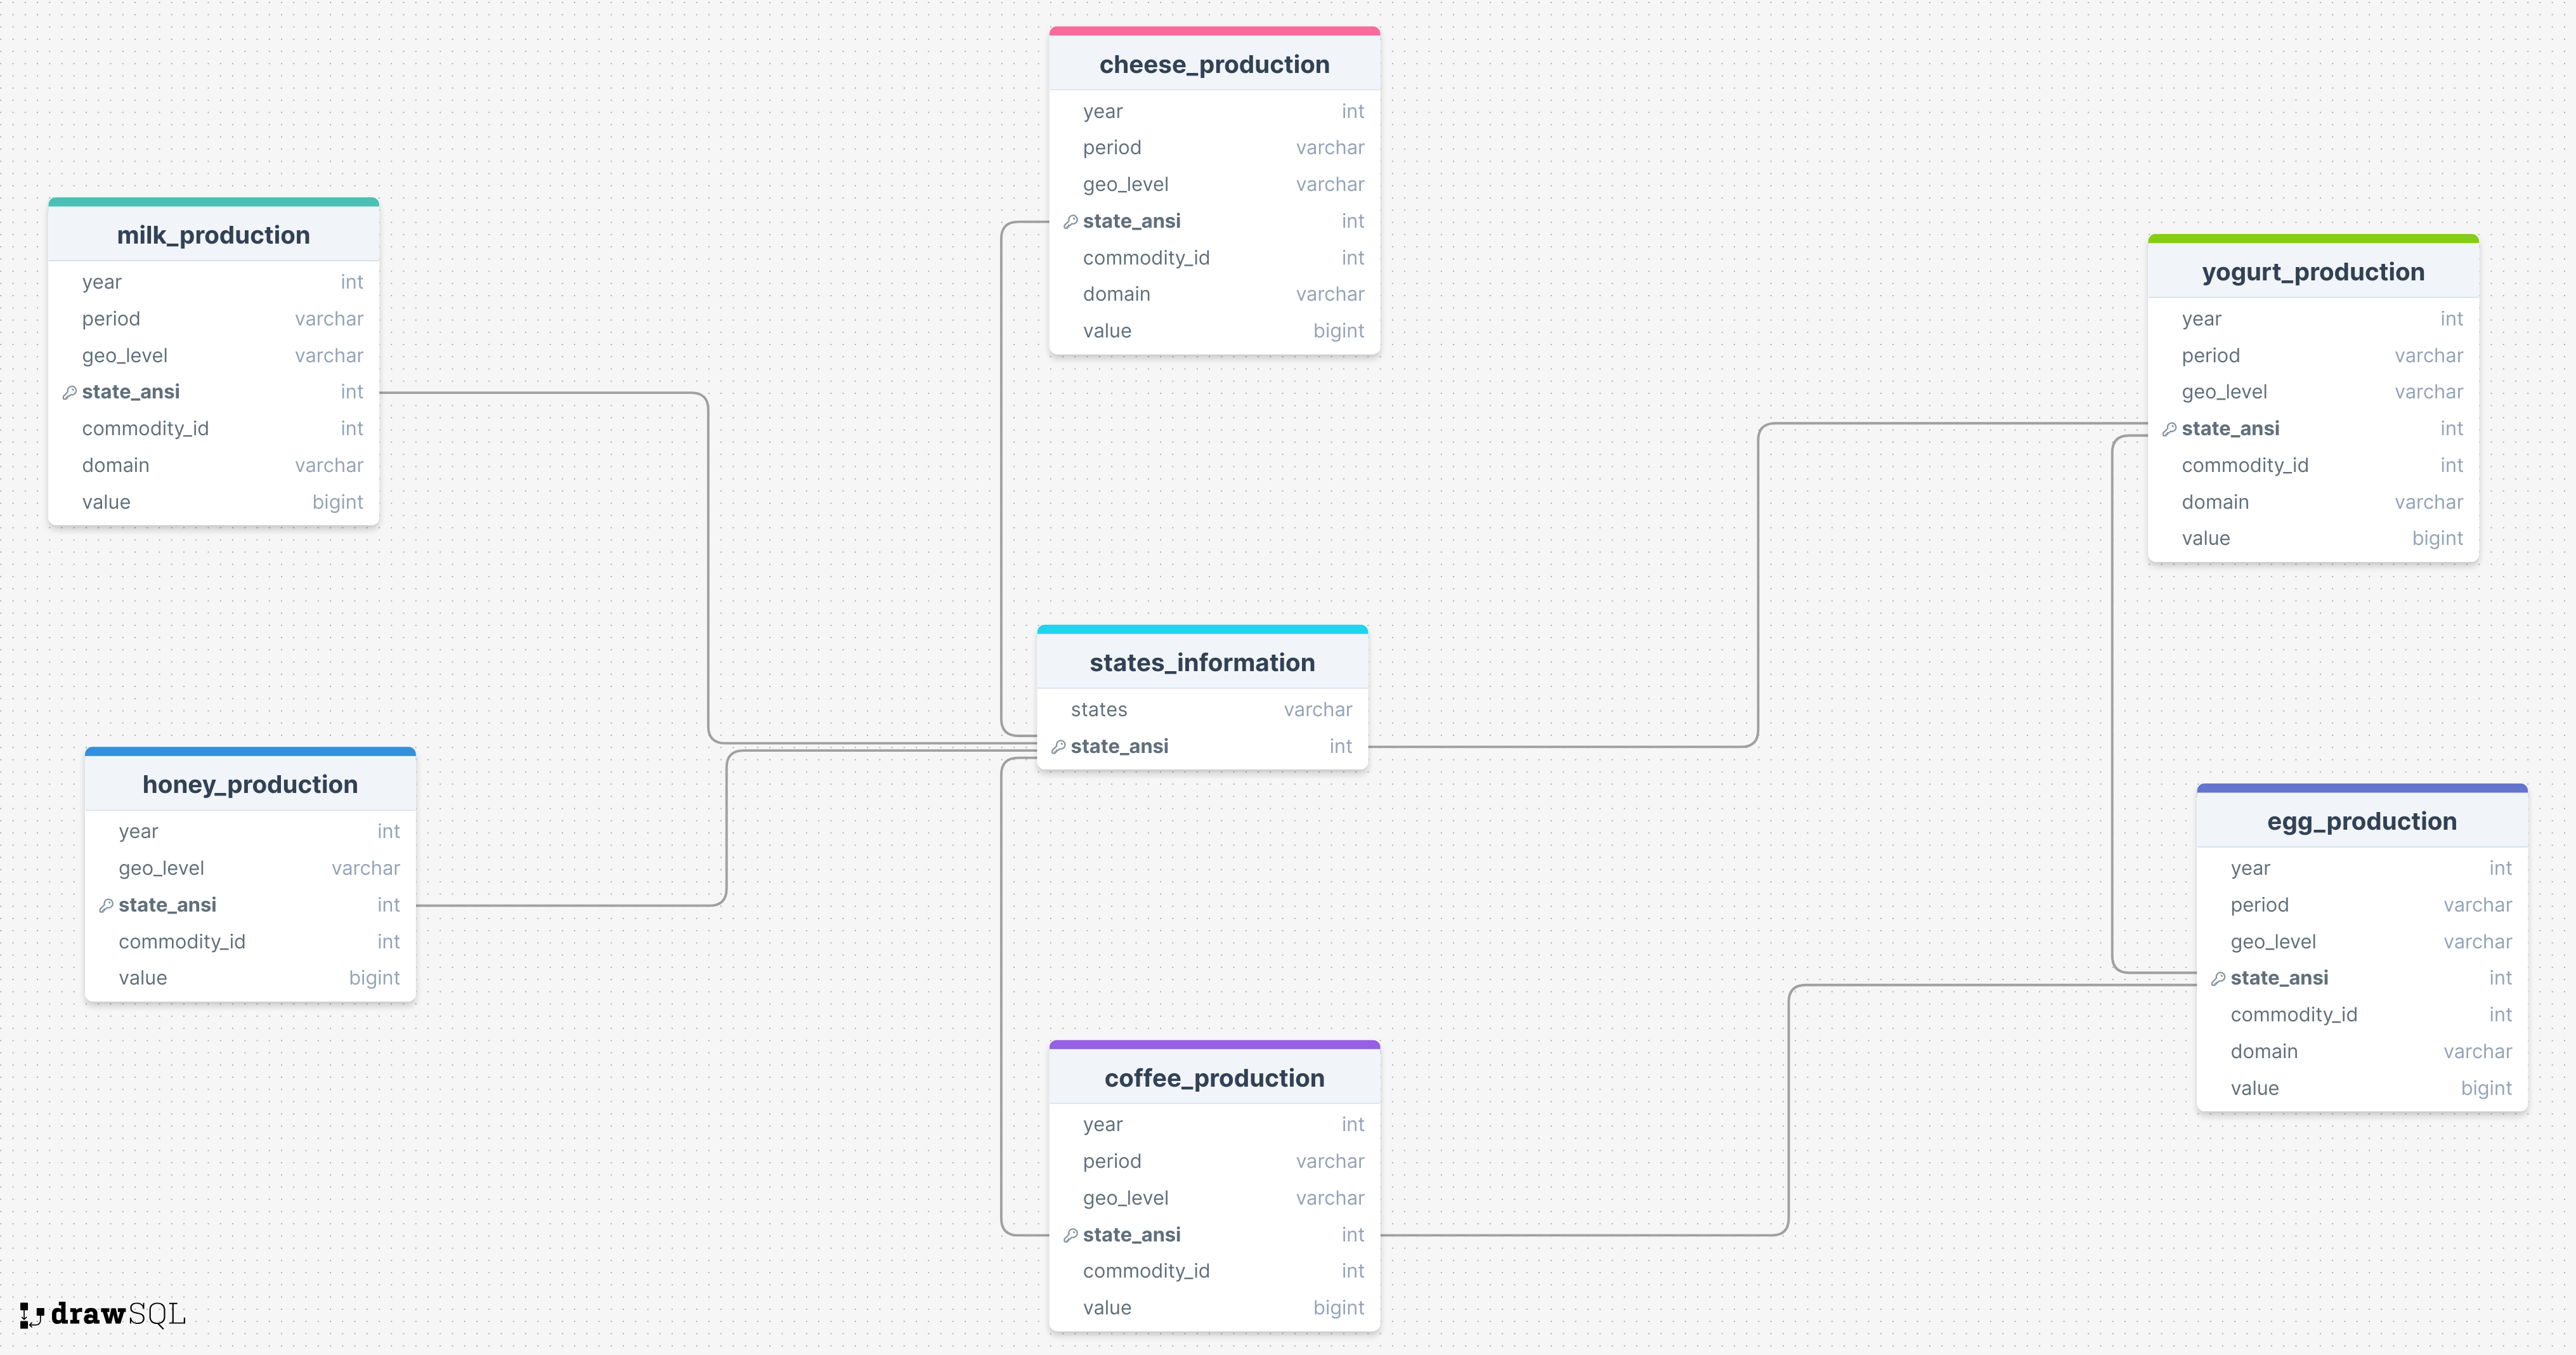 cheese_production
year int
period varchar
geo_level varchar
state_ansi int
commodity_id int
domain varchar
value bigint
milk_production
year int
period varchar
geo_level varchar
state_ansi int
commodity_id int
domain varchar
value bigint
yogurt_production
year int
period varchar
geo_level varchar
state_ansi int
commodity_id int
domain varchar
value bigint
states_information
states varchar
state_ansi int
honey_production
year int
geo_level varchar
state_ansi int
commodity_id int
value bigint
egg_production
year int
period varchar
geo_level varchar
state_ansi int
commodity_id int
domain varchar
value bigint
coffee_production
year int
period varchar
geo_level varchar
state_ansi int
commodity_id int
value bigint
drawSQL